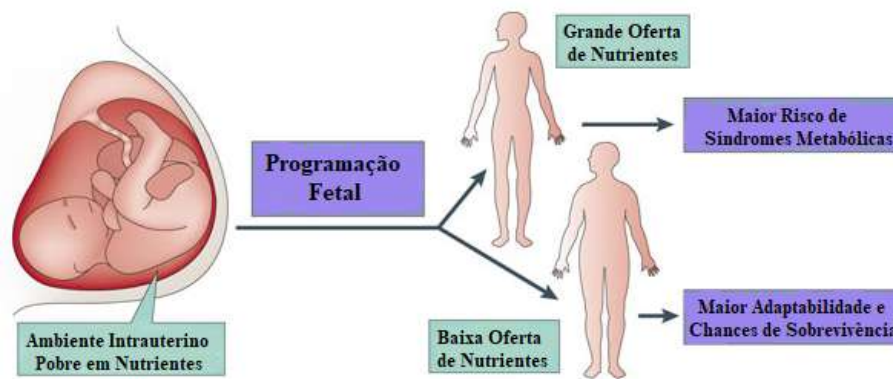 Grande Oferta
de Nutrientes
Maior Risco de
Síndromes Metabólicas
Programação
Fetal
Ambiente Intrauterino
Pobre em Nutrientes
Baixa Oferta
de Nutrientes
Maior Adaptabilidade e
Chances de Sobrevivência